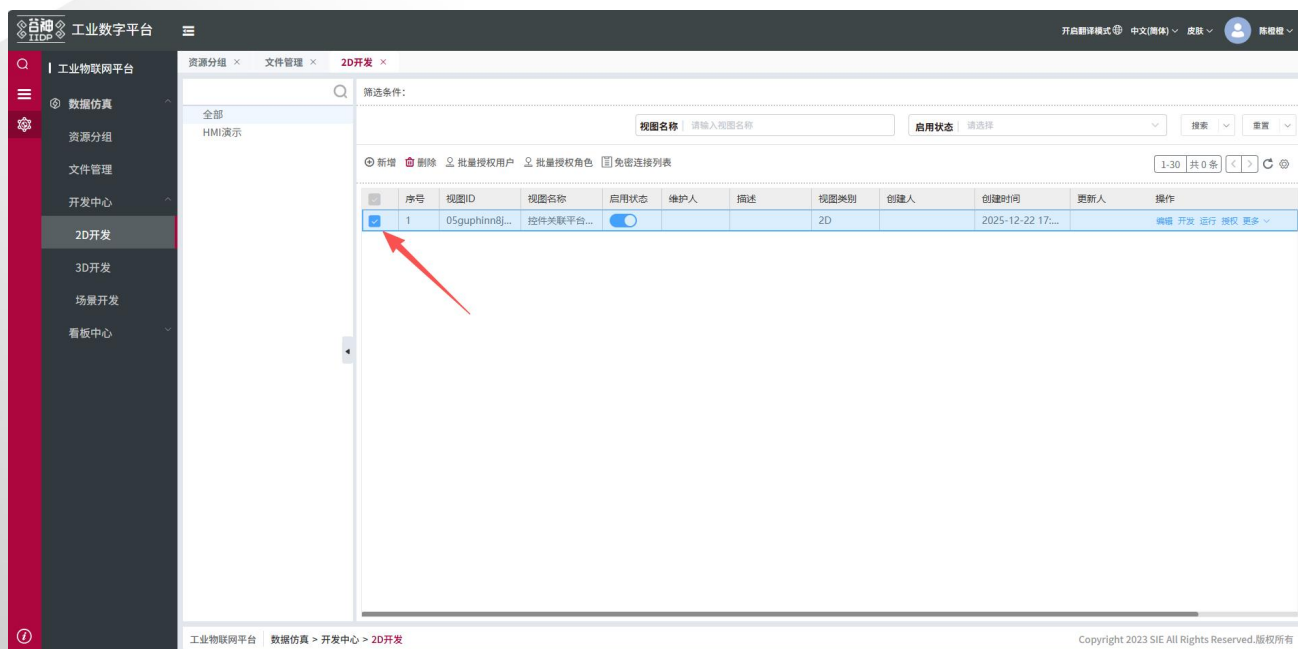 谷神 IIDP 工业数字平台 开启翻译模式 中文(简体) 皮肤 陈橙橙
工业物联网平台 资源分组 × 文件管理 × 2D开发 ×
筛选条件:
数据仿真
全部
HMI演示
视图名称 请输入视图名称 启用状态 请选择 搜索 重置
资源分组
新增 删除 批量授权用户 批量授权角色 免密连接列表 1-30 共0条
文件管理
序号 视图ID 视图名称 启用状态 维护人 描述 视图类别 创建人 创建时间 更新人 操作
开发中心
1 05guphinn8j... 控件关联平台... 2D 2025-12-22 17:... 编辑 开发 运行 授权 更多
2D开发
3D开发
场景开发
看板中心
工业物联网平台 数据仿真 > 开发中心 > 2D开发 Copyright 2023 SIE All Rights Reserved.版权所有